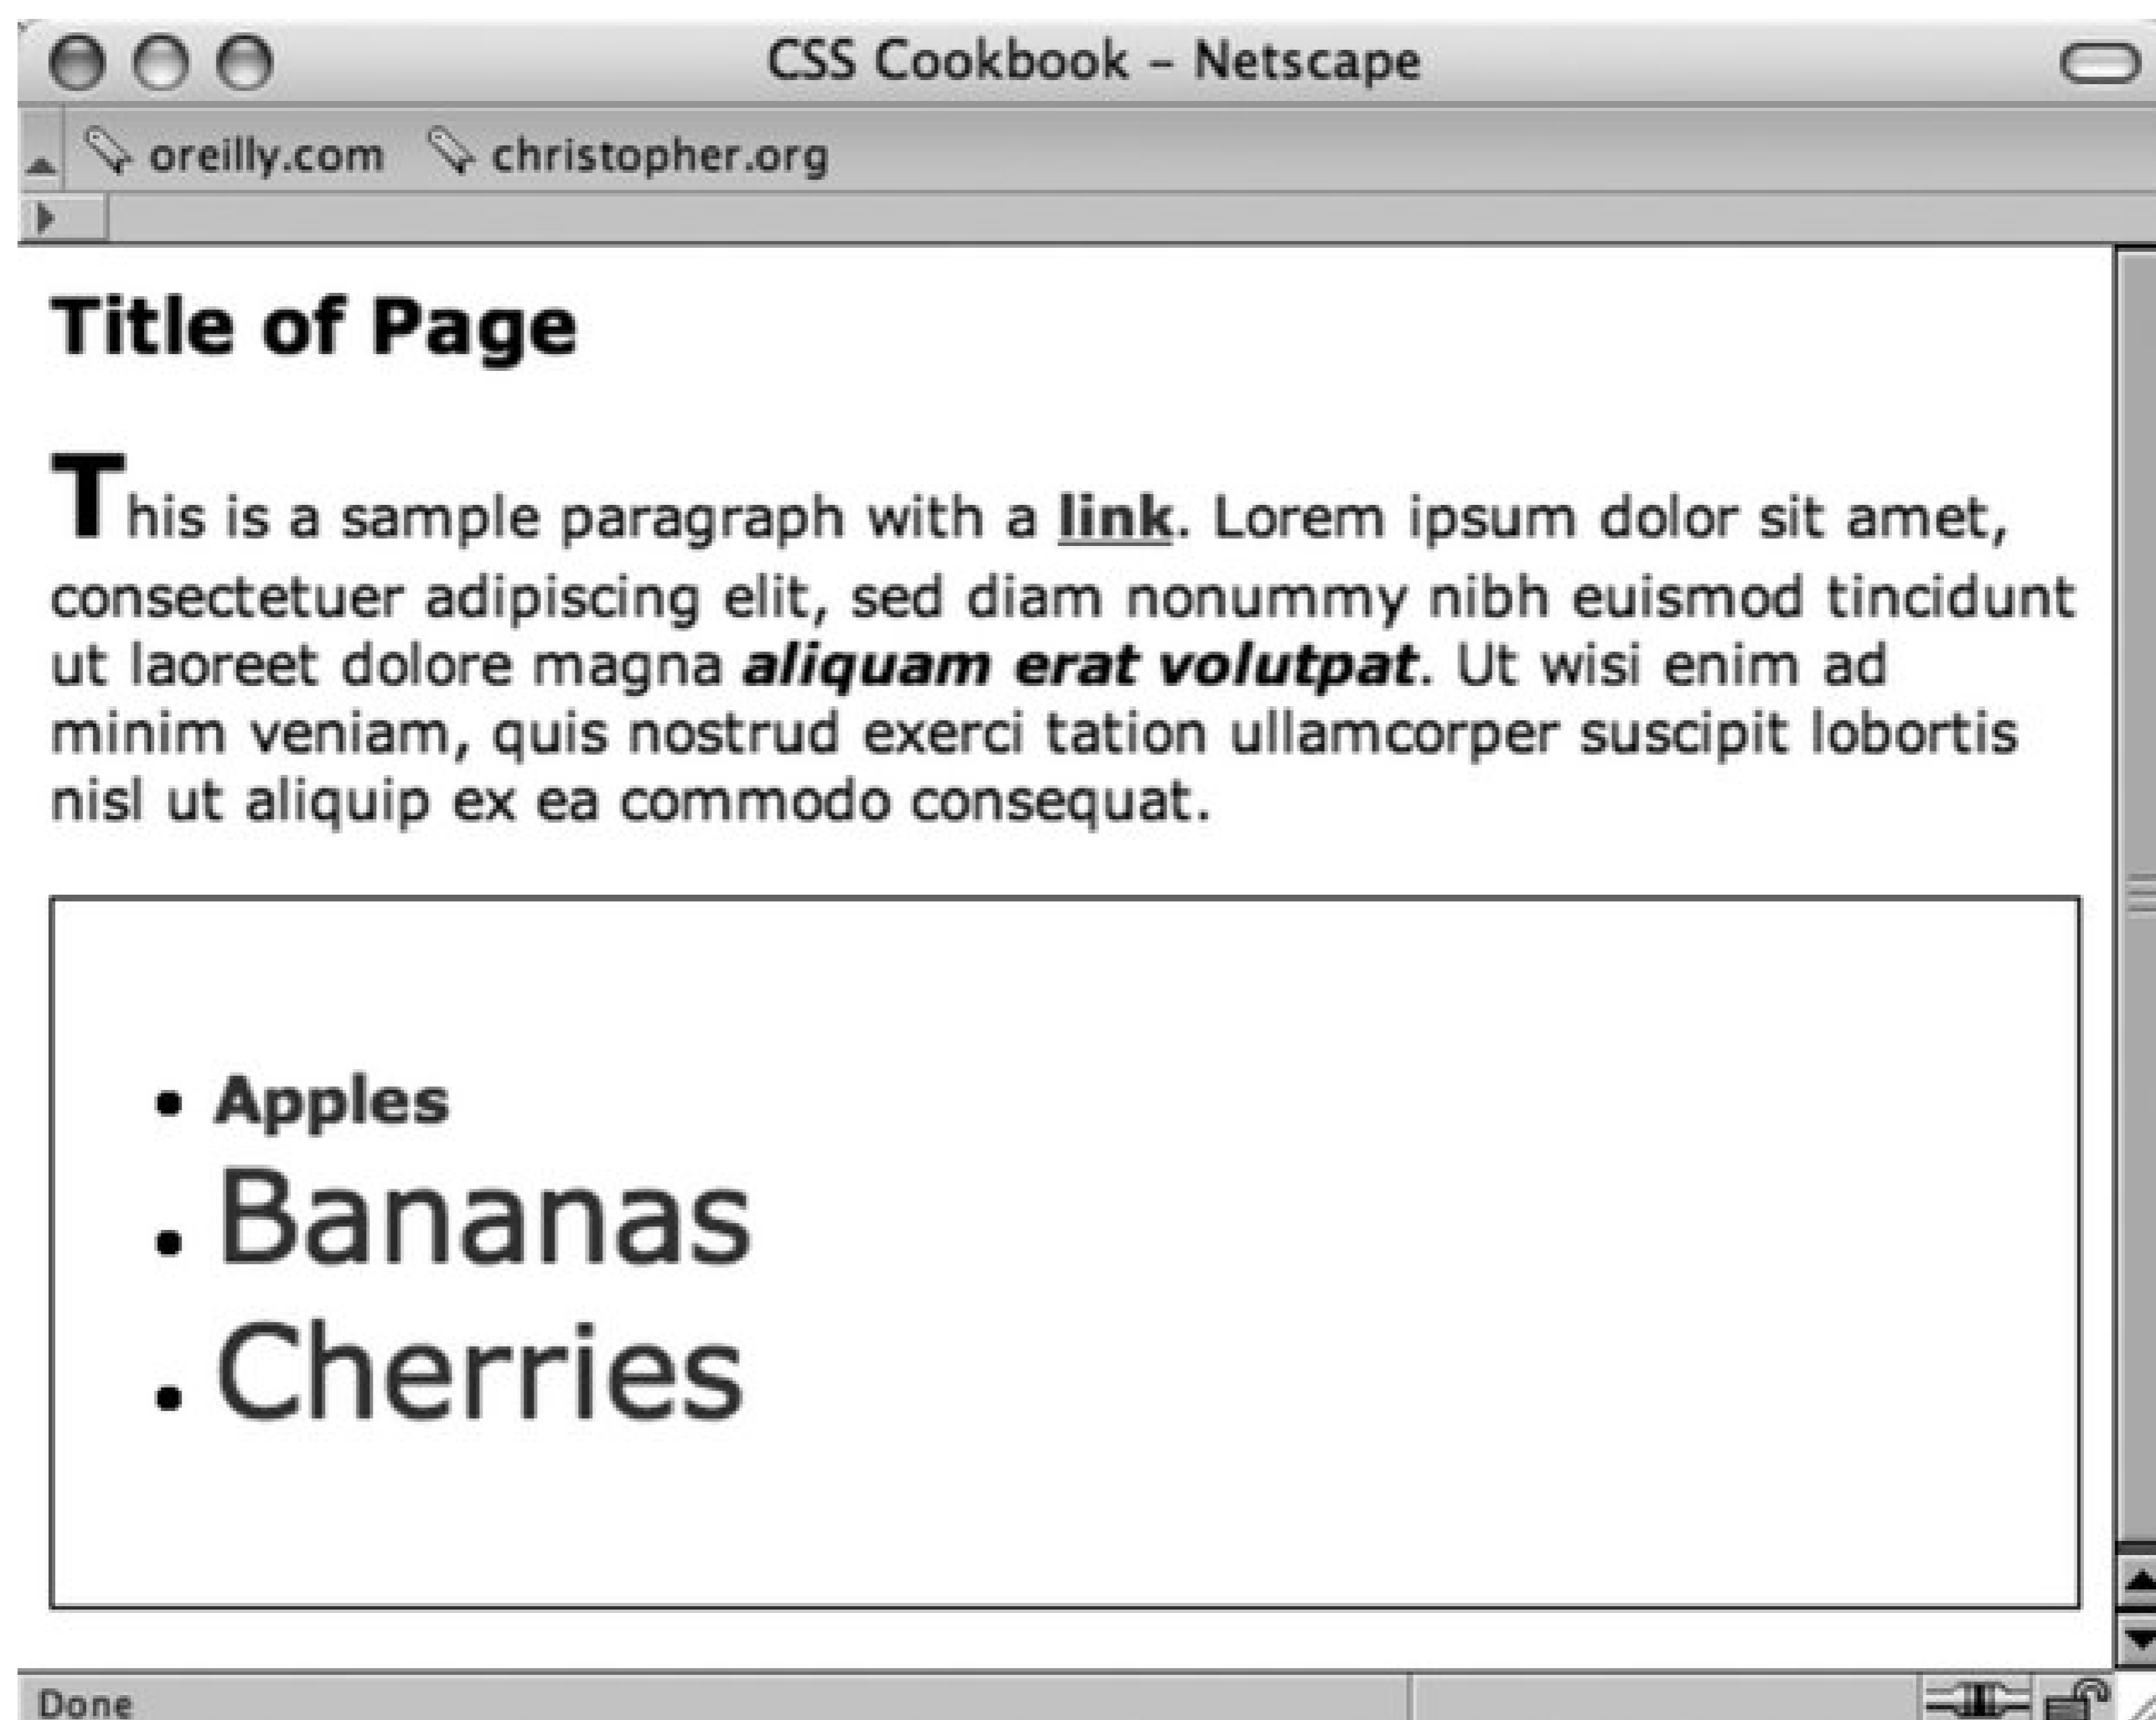 CSS Cookbook – Netscape
oreilly.com christopher.org
Title of Page
This is a sample paragraph with a link. Lorem ipsum dolor sit amet,
consectetuer adipiscing elit, sed diam nonummy nibh euismod tincidunt
ut laoreet dolore magna aliquam erat volutpat. Ut wisi enim ad
minim veniam, quis nostrud exerci tation ullamcorper suscipit lobortis
nisl ut aliquip ex ea commodo consequat.
• Apples
• Bananas
• Cherries
Done